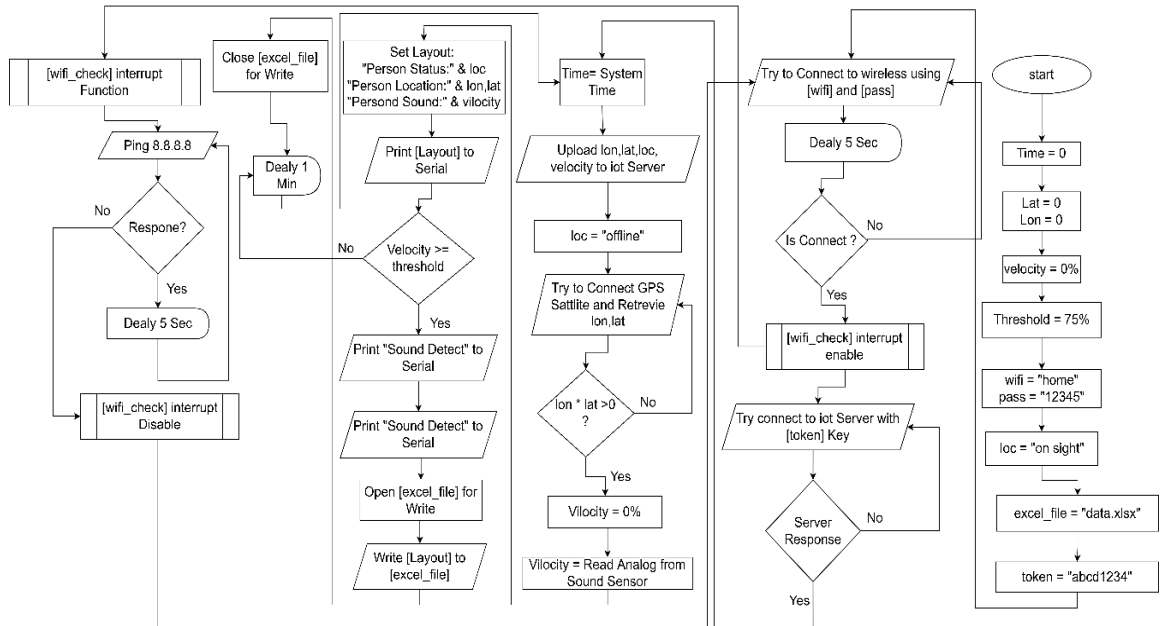 [wifi_check] interrupt
Function
Ping 8.8.8.8
No
Respone?
Yes
Dealy 5 Sec
[wifi_check] interrupt
Disable
Close [excel_file]
for Write
Dealy 1
Min
Set Layout:
"Person Status:" & loc
"Person Location:" & lon,lat
"Persond Sound:" & vilocity
Print [Layout] to
Serial
No
Velocity >=
threshold
Yes
Print "Sound Detect" to
Serial
Print "Sound Detect" to
Serial
Open [excel_file] for
Write
Write [Layout] to
[excel_file]
Time= System
Time
Upload lon,lat,loc,
velocity to iot Server
loc = "offline"
Try to Connect GPS
Sattlite and Retrevie
lon,lat
lon * lat >0
?
No
Yes
Vilocity = 0%
Vilocity = Read Analog from
Sound Sensor
Try to Connect to wireless using
[wifi] and [pass]
Dealy 5 Sec
Is Connect ?
No
Yes
[wifi_check] interrupt
enable
Try connect to iot Server with
[token] Key
Server
Response
No
Yes
start
Time = 0
Lat = 0
Lon = 0
velocity = 0%
Threshold = 75%
wifi = "home"
pass = "12345"
loc = "on sight"
excel_file = "data.xlsx"
token = "abcd1234"